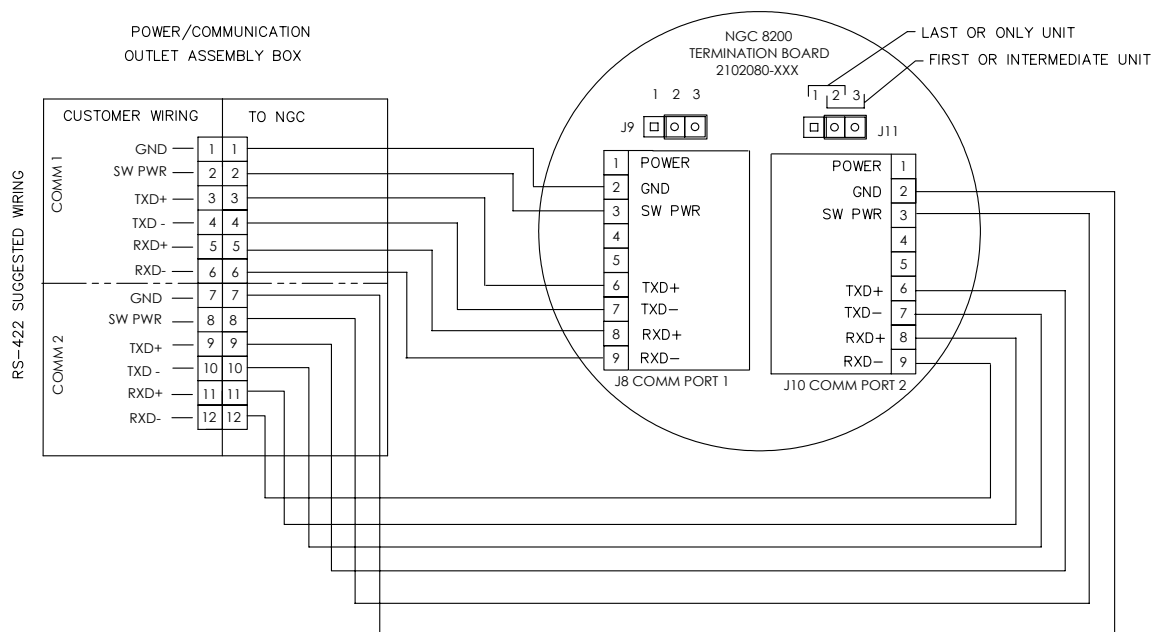 POWER/COMMUNICATION
OUTLET ASSEMBLY BOX
RS-422 SUGGESTED WIRING
CUSTOMER WIRING
TO NGC
COMM 1
GND 1 1
SW PWR 2 2
TXD+ 3 3
TXD - 4 4
RXD+ 5 5
RXD- 6 6
COMM 2
GND 7 7
SW PWR 8 8
TXD+ 9 9
TXD - 10 10
RXD+ 11 11
RXD- 12 12
NGC 8200
TERMINATION BOARD
2102080-XXX
LAST OR ONLY UNIT
FIRST OR INTERMEDIATE UNIT
1 2 3
J9
1 2 3
J11
1 POWER
2 GND
3 SW PWR
4
5
6 TXD+
7 TXD-
8 RXD+
9 RXD-
J8 COMM PORT 1
POWER 1
GND 2
SW PWR 3
4
5
TXD+ 6
TXD- 7
RXD+ 8
RXD- 9
J10 COMM PORT 2